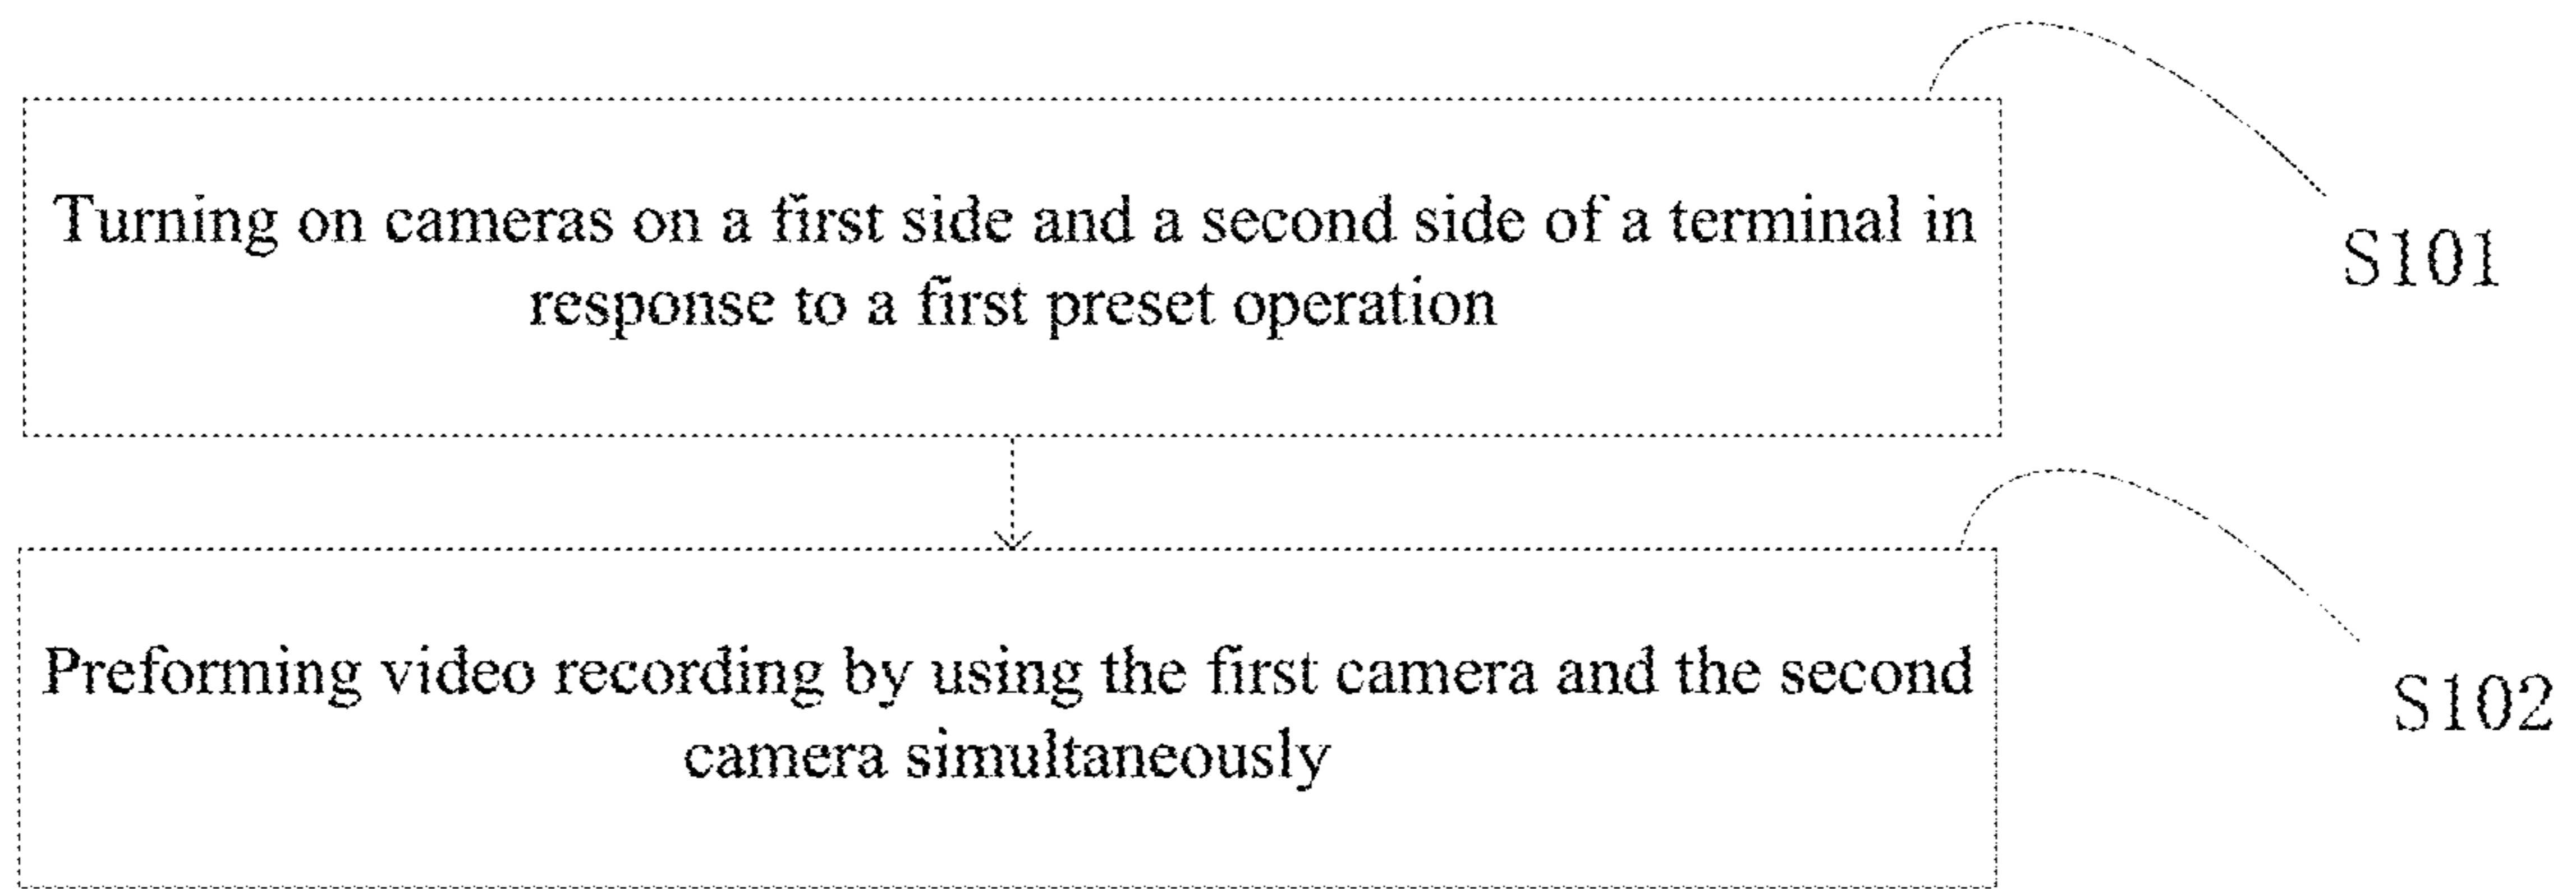 Turning on cameras on a first side and a second side of a terminal in
response to a first preset operation
S101
Preforming video recording by using the first camera and the second
camera simultaneously
S102